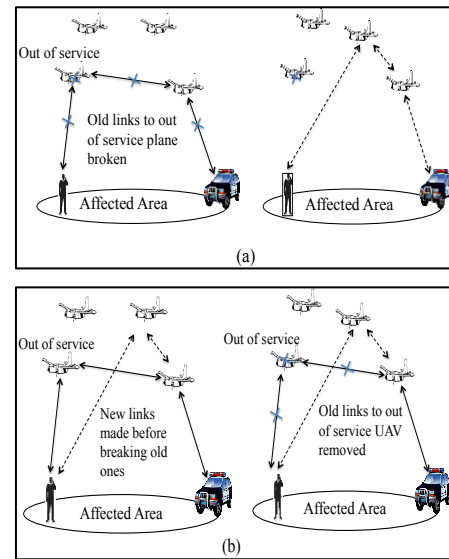 Out of service
Old links to out
of service plane
broken
Affected Area
Affected Area
(a)
Out of service
New links
made before
breaking old
ones
Affected Area
Out of service
Old links to out
of service UAV
removed
Affected Area
(b)